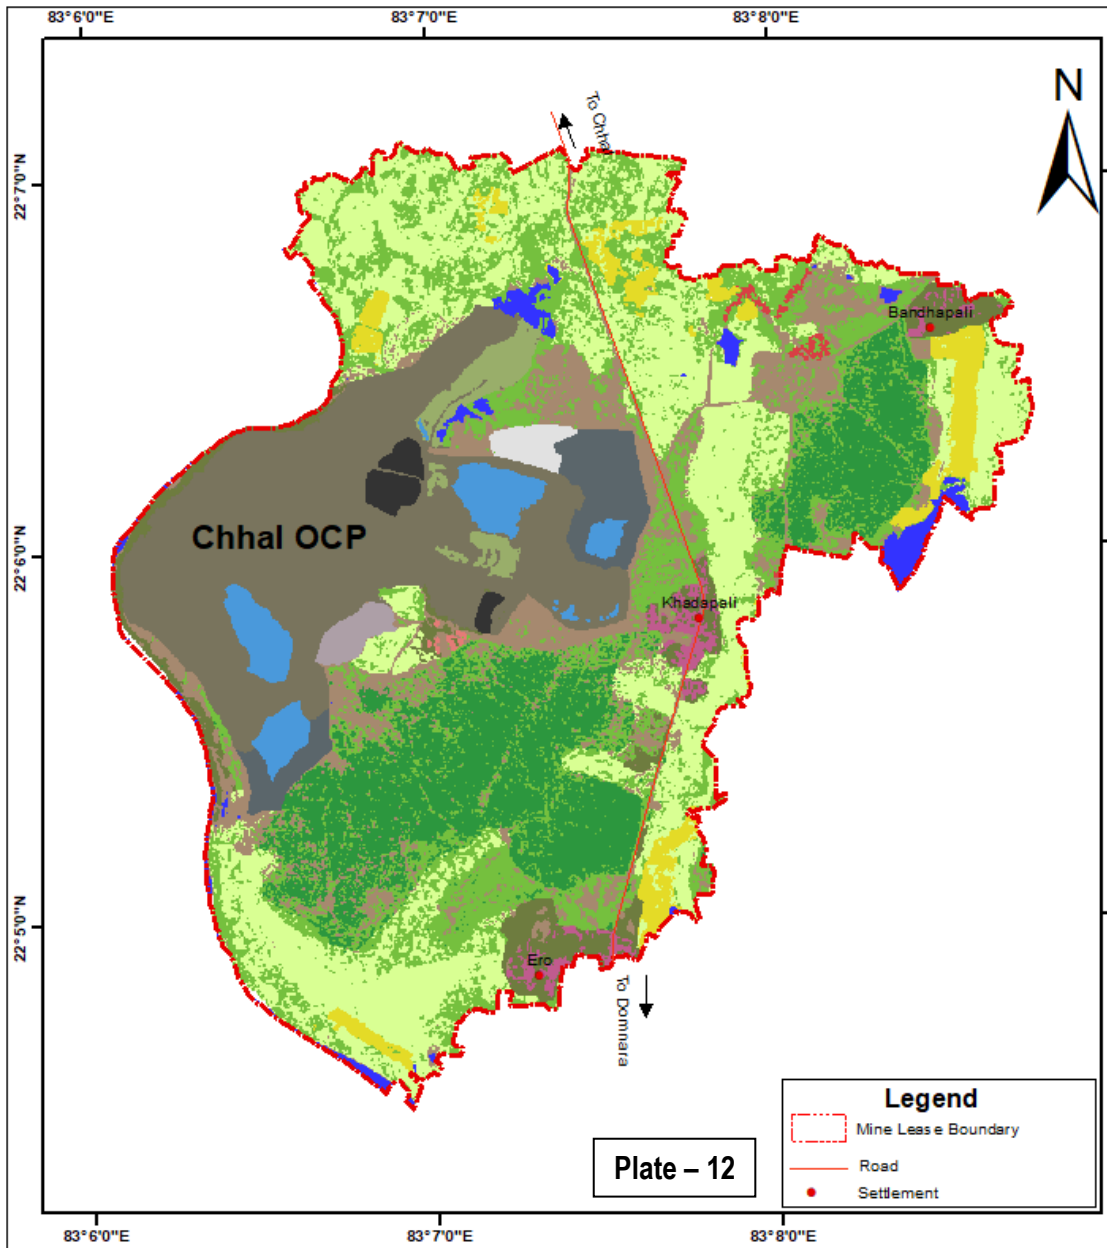 83°6'0"E 83°7'0"E 83°8'0"E
N
To Chhal
22°7'0"N
Bandhapali
Chhal OCP
22°6'0"N
Khadapali
22°5'0"N
Ero
To Domnara
Legend
Mine Lease Boundary
Road
Settlement
Plate – 12
83°6'0"E 83°7'0"E 83°8'0"E